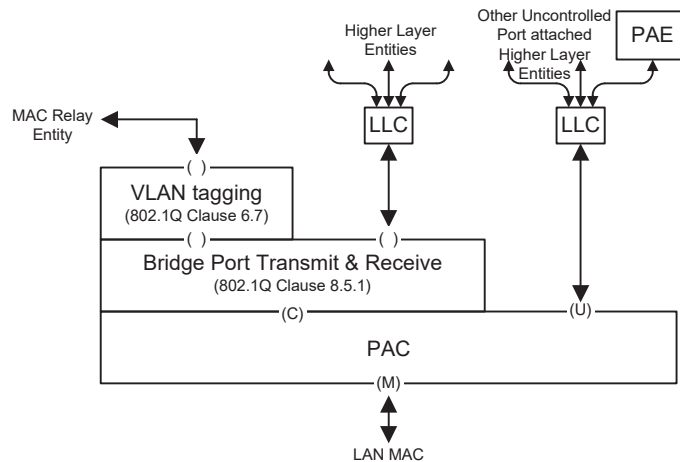 Higher Layer
Entities
Other Uncontrolled
Port attached
Higher Layer
Entities
PAE
MAC Relay
Entity
LLC
LLC
( )
VLAN tagging
(802.1Q Clause 6.7)
( )
( )
Bridge Port Transmit & Receive
(802.1Q Clause 8.5.1)
(C)
(U)
PAC
(M)
LAN MAC